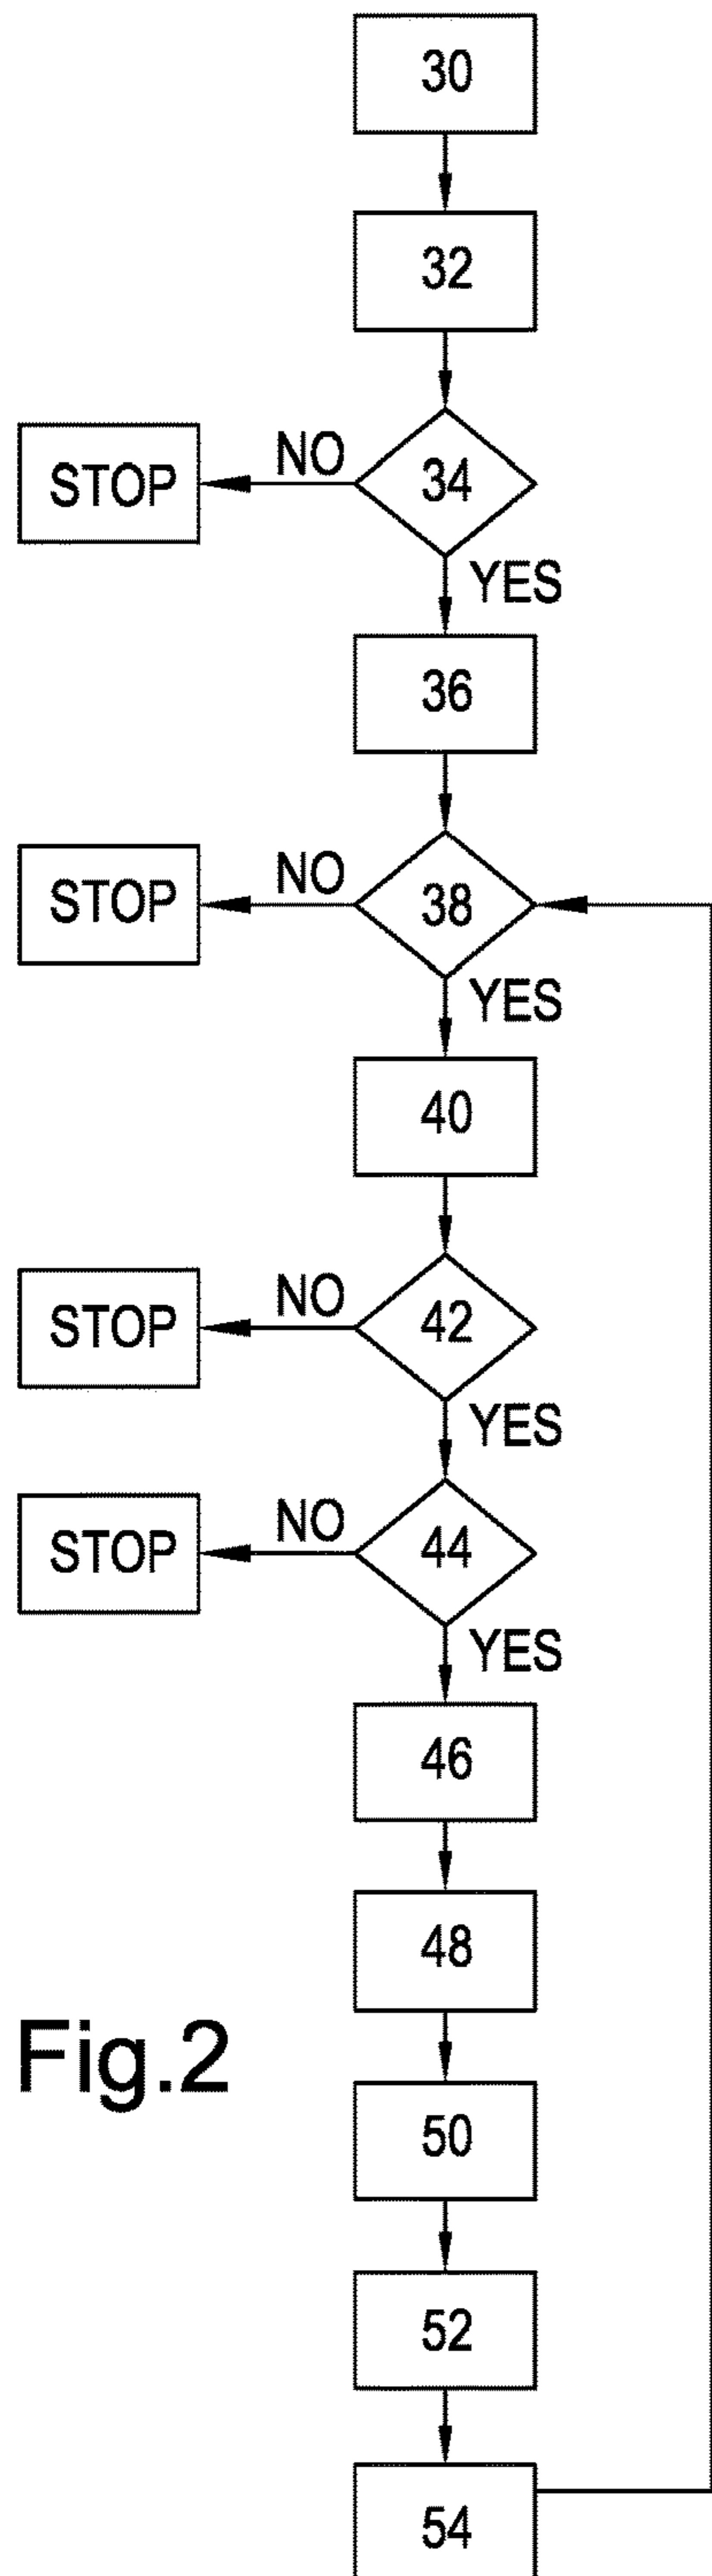 30
32
NO
STOP
34
YES
36
NO
STOP
38
YES
40
NO
STOP
42
YES
NO
STOP
44
YES
46
48
Fig.2
50
52
54